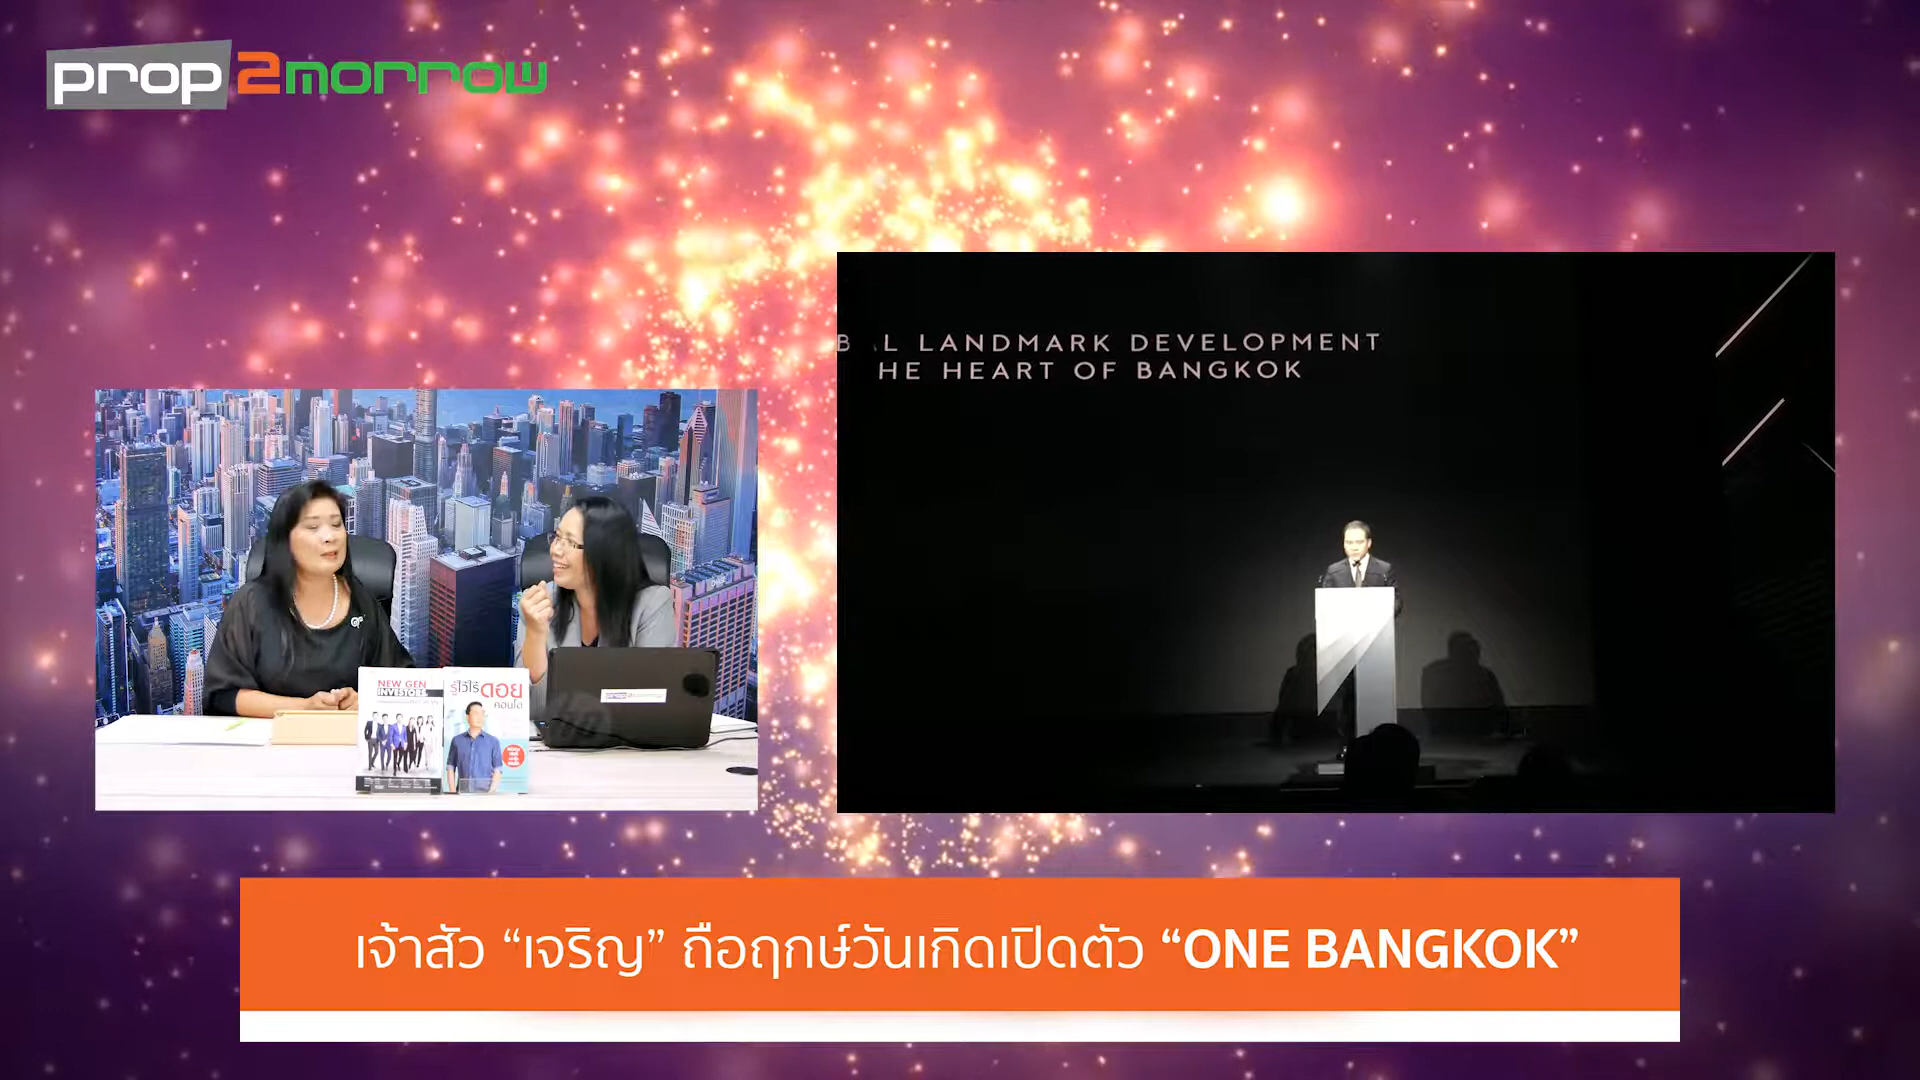 prop2morrow
B AL LANDMARK DEVELOPMENT
HE HEART OF BANGKOK
NEW GEN
INVESTORS
รู้ไว้ไร้ดอย
คอนโด
prop2morrow
เจ้าสัว “เจริญ” ถือฤกษ์วันเกิดเปิดตัว “ONE BANGKOK”